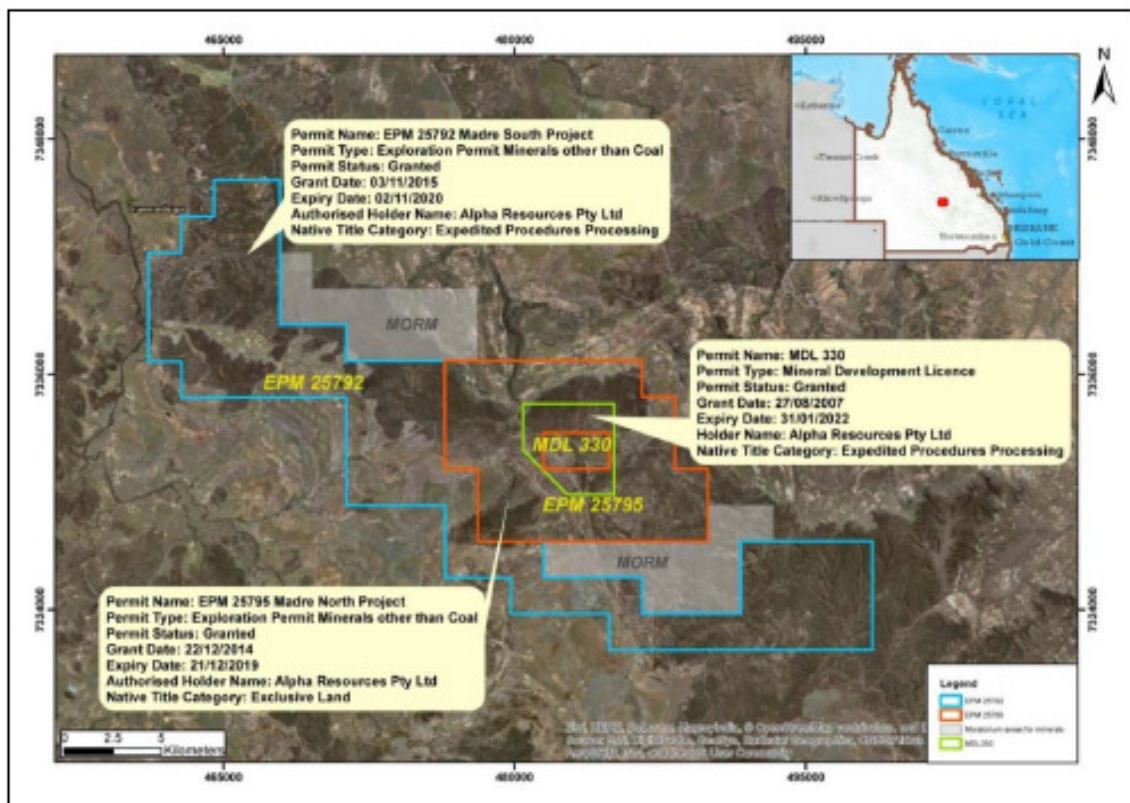 465000
480000
495000
N
7348000
7348000
CORAL
SEA
Cairns
Gold Coast
Permit Name: EPM 25792 Madre South Project
Permit Type: Exploration Permit Minerals other than Coal
Permit Status: Granted
Grant Date: 03/11/2015
Expiry Date: 02/11/2020
Authorised Holder Name: Alpha Resources Pty Ltd
Native Title Category: Expedited Procedures Processing
MORM
EPM 25792
Permit Name: MDL 330
Permit Type: Mineral Development Licence
Permit Status: Granted
Grant Date: 27/08/2007
Expiry Date: 31/01/2022
Holder Name: Alpha Resources Pty Ltd
Native Title Category: Expedited Procedures Processing
MDL 330
EPM 25795
MORM
Permit Name: EPM 25795 Madre North Project
Permit Type: Exploration Permit Minerals other than Coal
Permit Status: Granted
Grant Date: 22/12/2014
Expiry Date: 21/12/2019
Authorised Holder Name: Alpha Resources Pty Ltd
Native Title Category: Exclusive Land
Legend
EPM 25792
EPM 25795
Moratorium areas for minerals
MDL330
0 2.5 5
Kilometers
465000
480000
495000